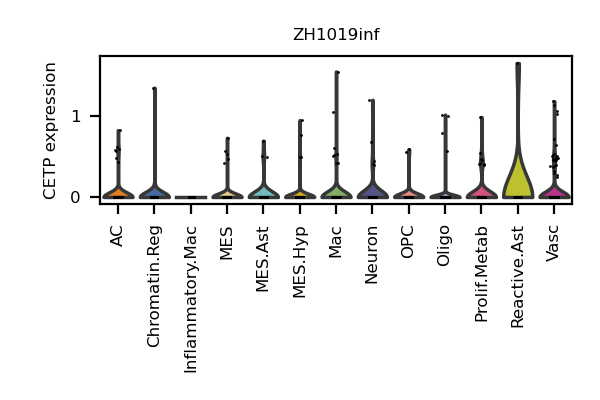 ZH1019inf
CETP expression
1
0
AC
Chromatin.Reg
Inflammatory.Mac
MES
MES.Ast
MES.Hyp
Mac
Neuron
OPC
Oligo
Prolif.Metab
Reactive.Ast
Vasc